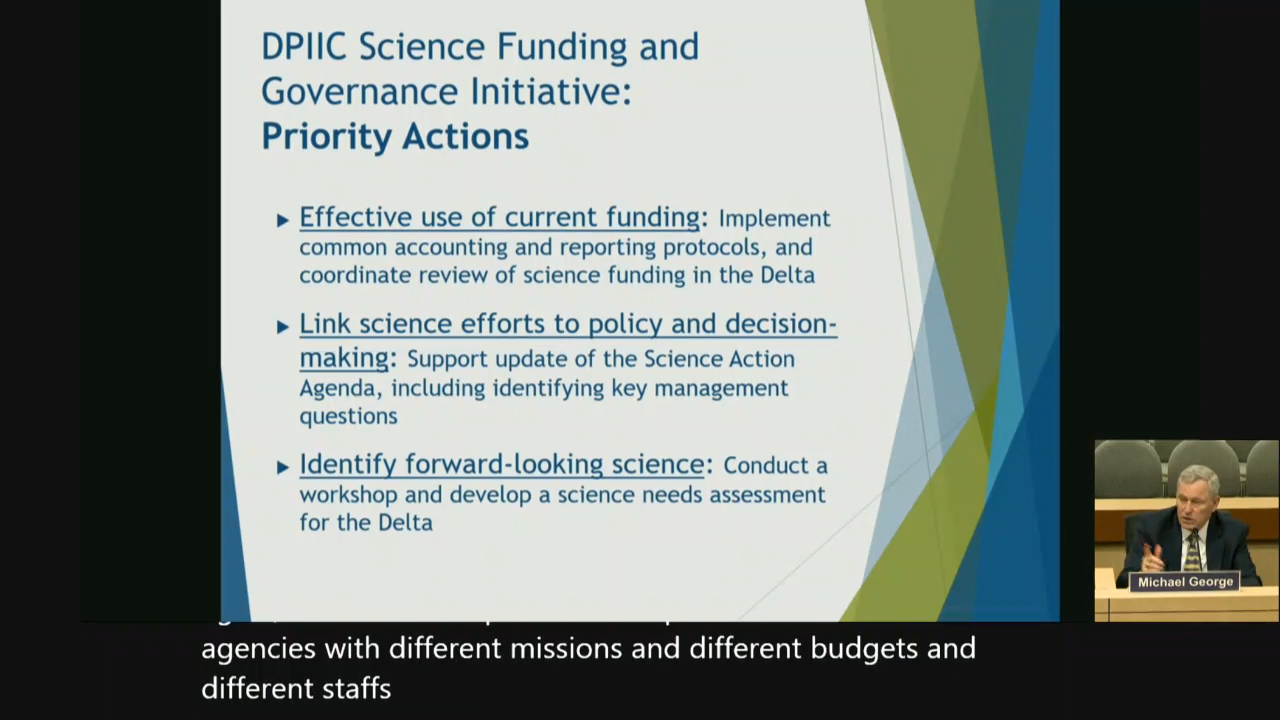 DPIIC Science Funding and
Governance Initiative:
Priority Actions
Effective use of current funding: Implement
common accounting and reporting protocols, and
coordinate review of science funding in the Delta
Link science efforts to policy and decision-
making: Support update of the Science Action
Agenda, including identifying key management
questions
Identify forward-looking science: Conduct a
workshop and develop a science needs assessment
for the Delta
Michael George
agencies with different missions and different budgets and
different staffs